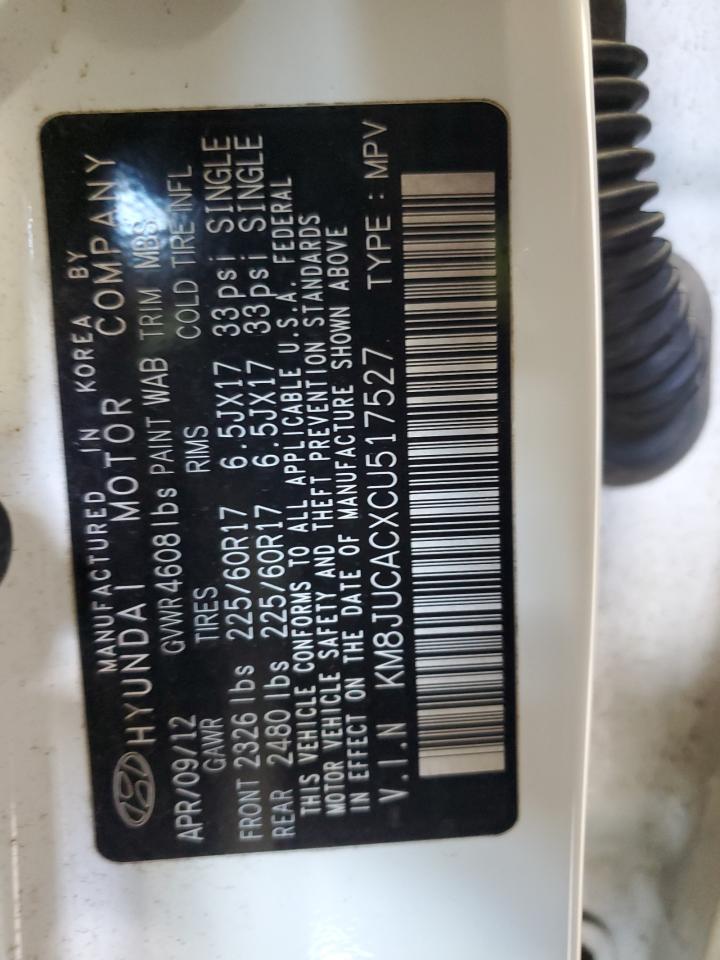 MANUFACTURED IN KOREA BY
HYUNDAI MOTOR COMPANY
APR/09/12 GVWR4608lbs PAINT WAB TRIM MBS
GAWR TIRES RIMS COLD TIRE INFL
FRONT 2326 lbs 225/60R17 6.5JX17 33psi SINGLE
REAR 2480 lbs 225/60R17 6.5JX17 33psi SINGLE
THIS VEHICLE CONFORMS TO ALL APPLICABLE U.S.A. FEDERAL
MOTOR VEHICLE SAFETY AND THEFT PREVENTION STANDARDS
IN EFFECT ON THE DATE OF MANUFACTURE SHOWN ABOVE
V.I.N KM8JUCACXCU517527 TYPE : MPV